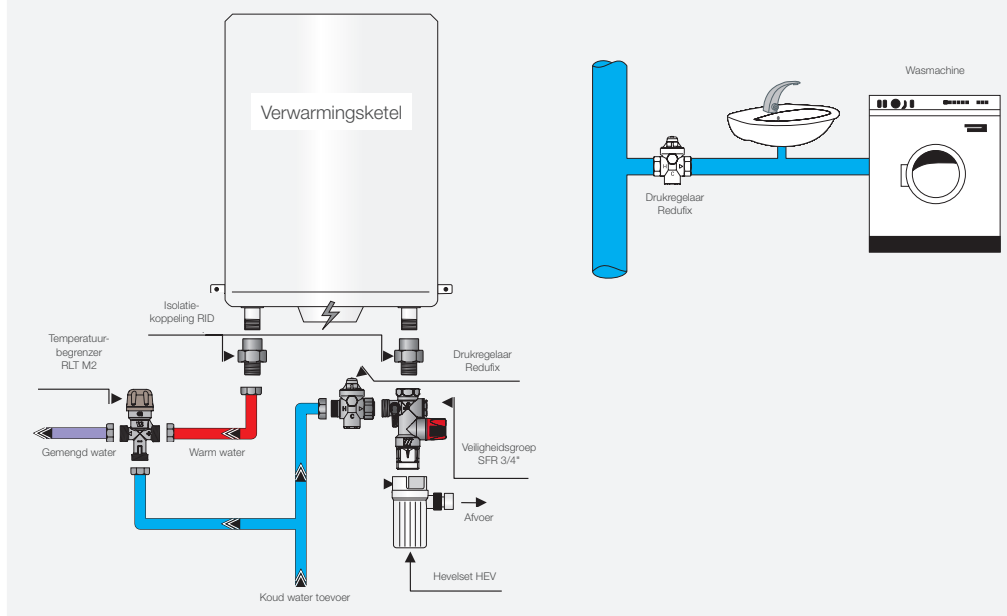 Verwarmingsketel
Wasmachine
Drukregelaar
Redufix
Isolatie-
koppeling RID
Temperatuur-
begrenzer
RLT M2
Drukregelaar
Redufix
Gemengd water
Warm water
Veiligheidsgroep
SFR 3/4"
Afvoer
Hevelset HEV
Koud water toevoer